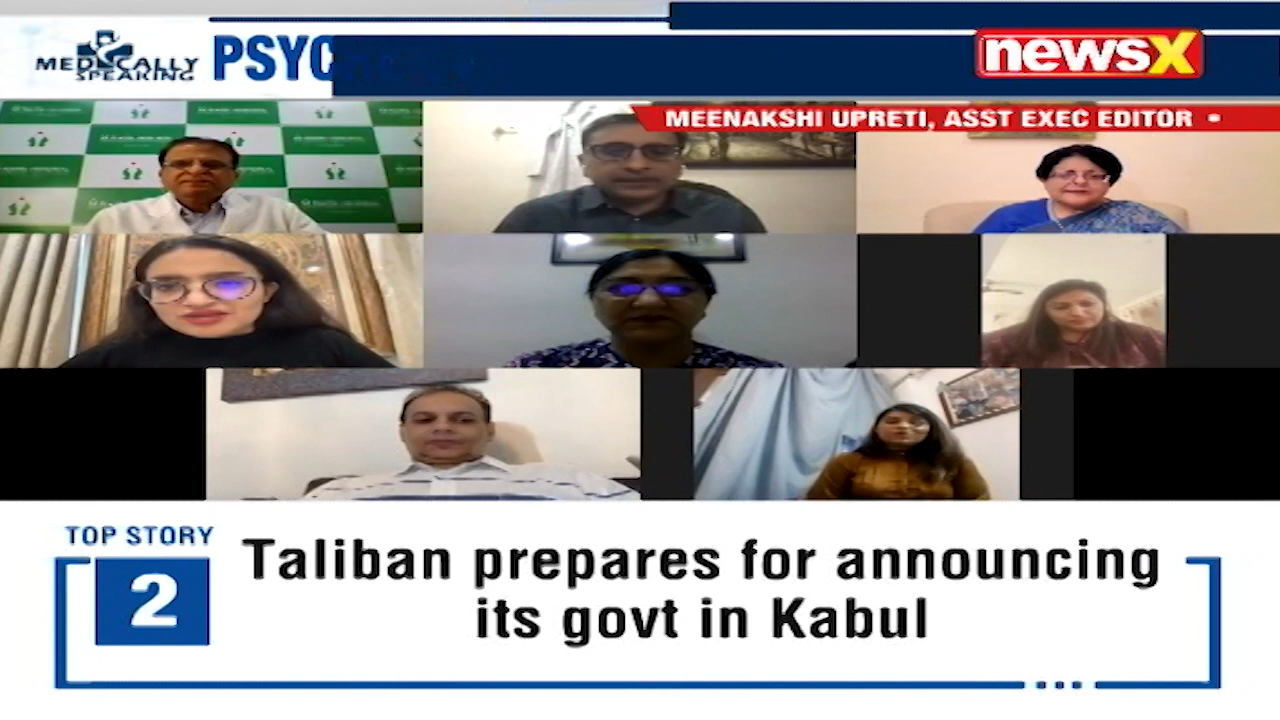 MEDICALLY
SPEAKING
PSYC
newsX
MEENAKSHI UPRETI, ASST EXEC EDITOR •
TOP STORY
2
Taliban prepares for announcing
its govt in Kabul